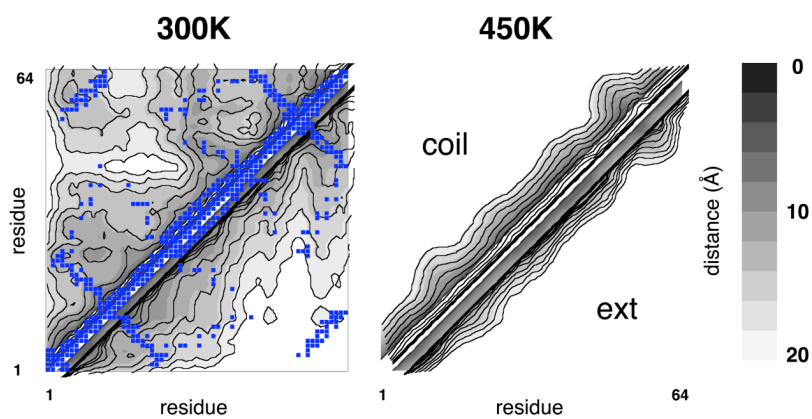 300K
450K
64
residue
1
1
residue
coil
ext
1
residue
64
distance (Å)
0
10
20